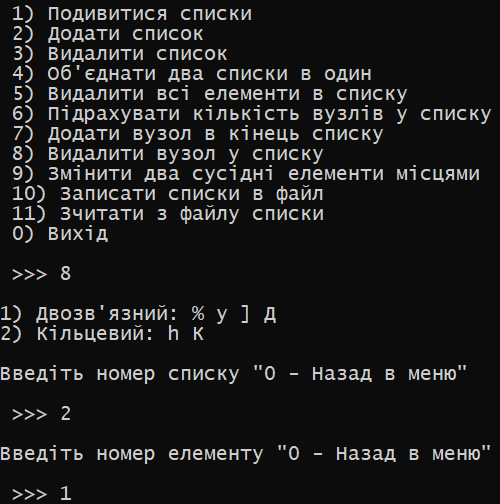 1) Подивитися списки
2) Додати список
3) Видалити список
4) Об'єднати два списки в один
5) Видалити всі елементи в списку
6) Підрахувати кількість вузлів у списку
7) Додати вузол в кінець списку
8) Видалити вузол у списку
9) Змінити два сусідні елементи місцями
10) Записати списки в файл
11) Зчитати з файлу списки
0) Вихід
>>> 8
1) Двозв'язний: % y ] Д
2) Кільцевий: h К
Введіть номер списку "0 - Назад в меню"
>>> 2
Введіть номер елементу "0 - Назад в меню"
>>> 1